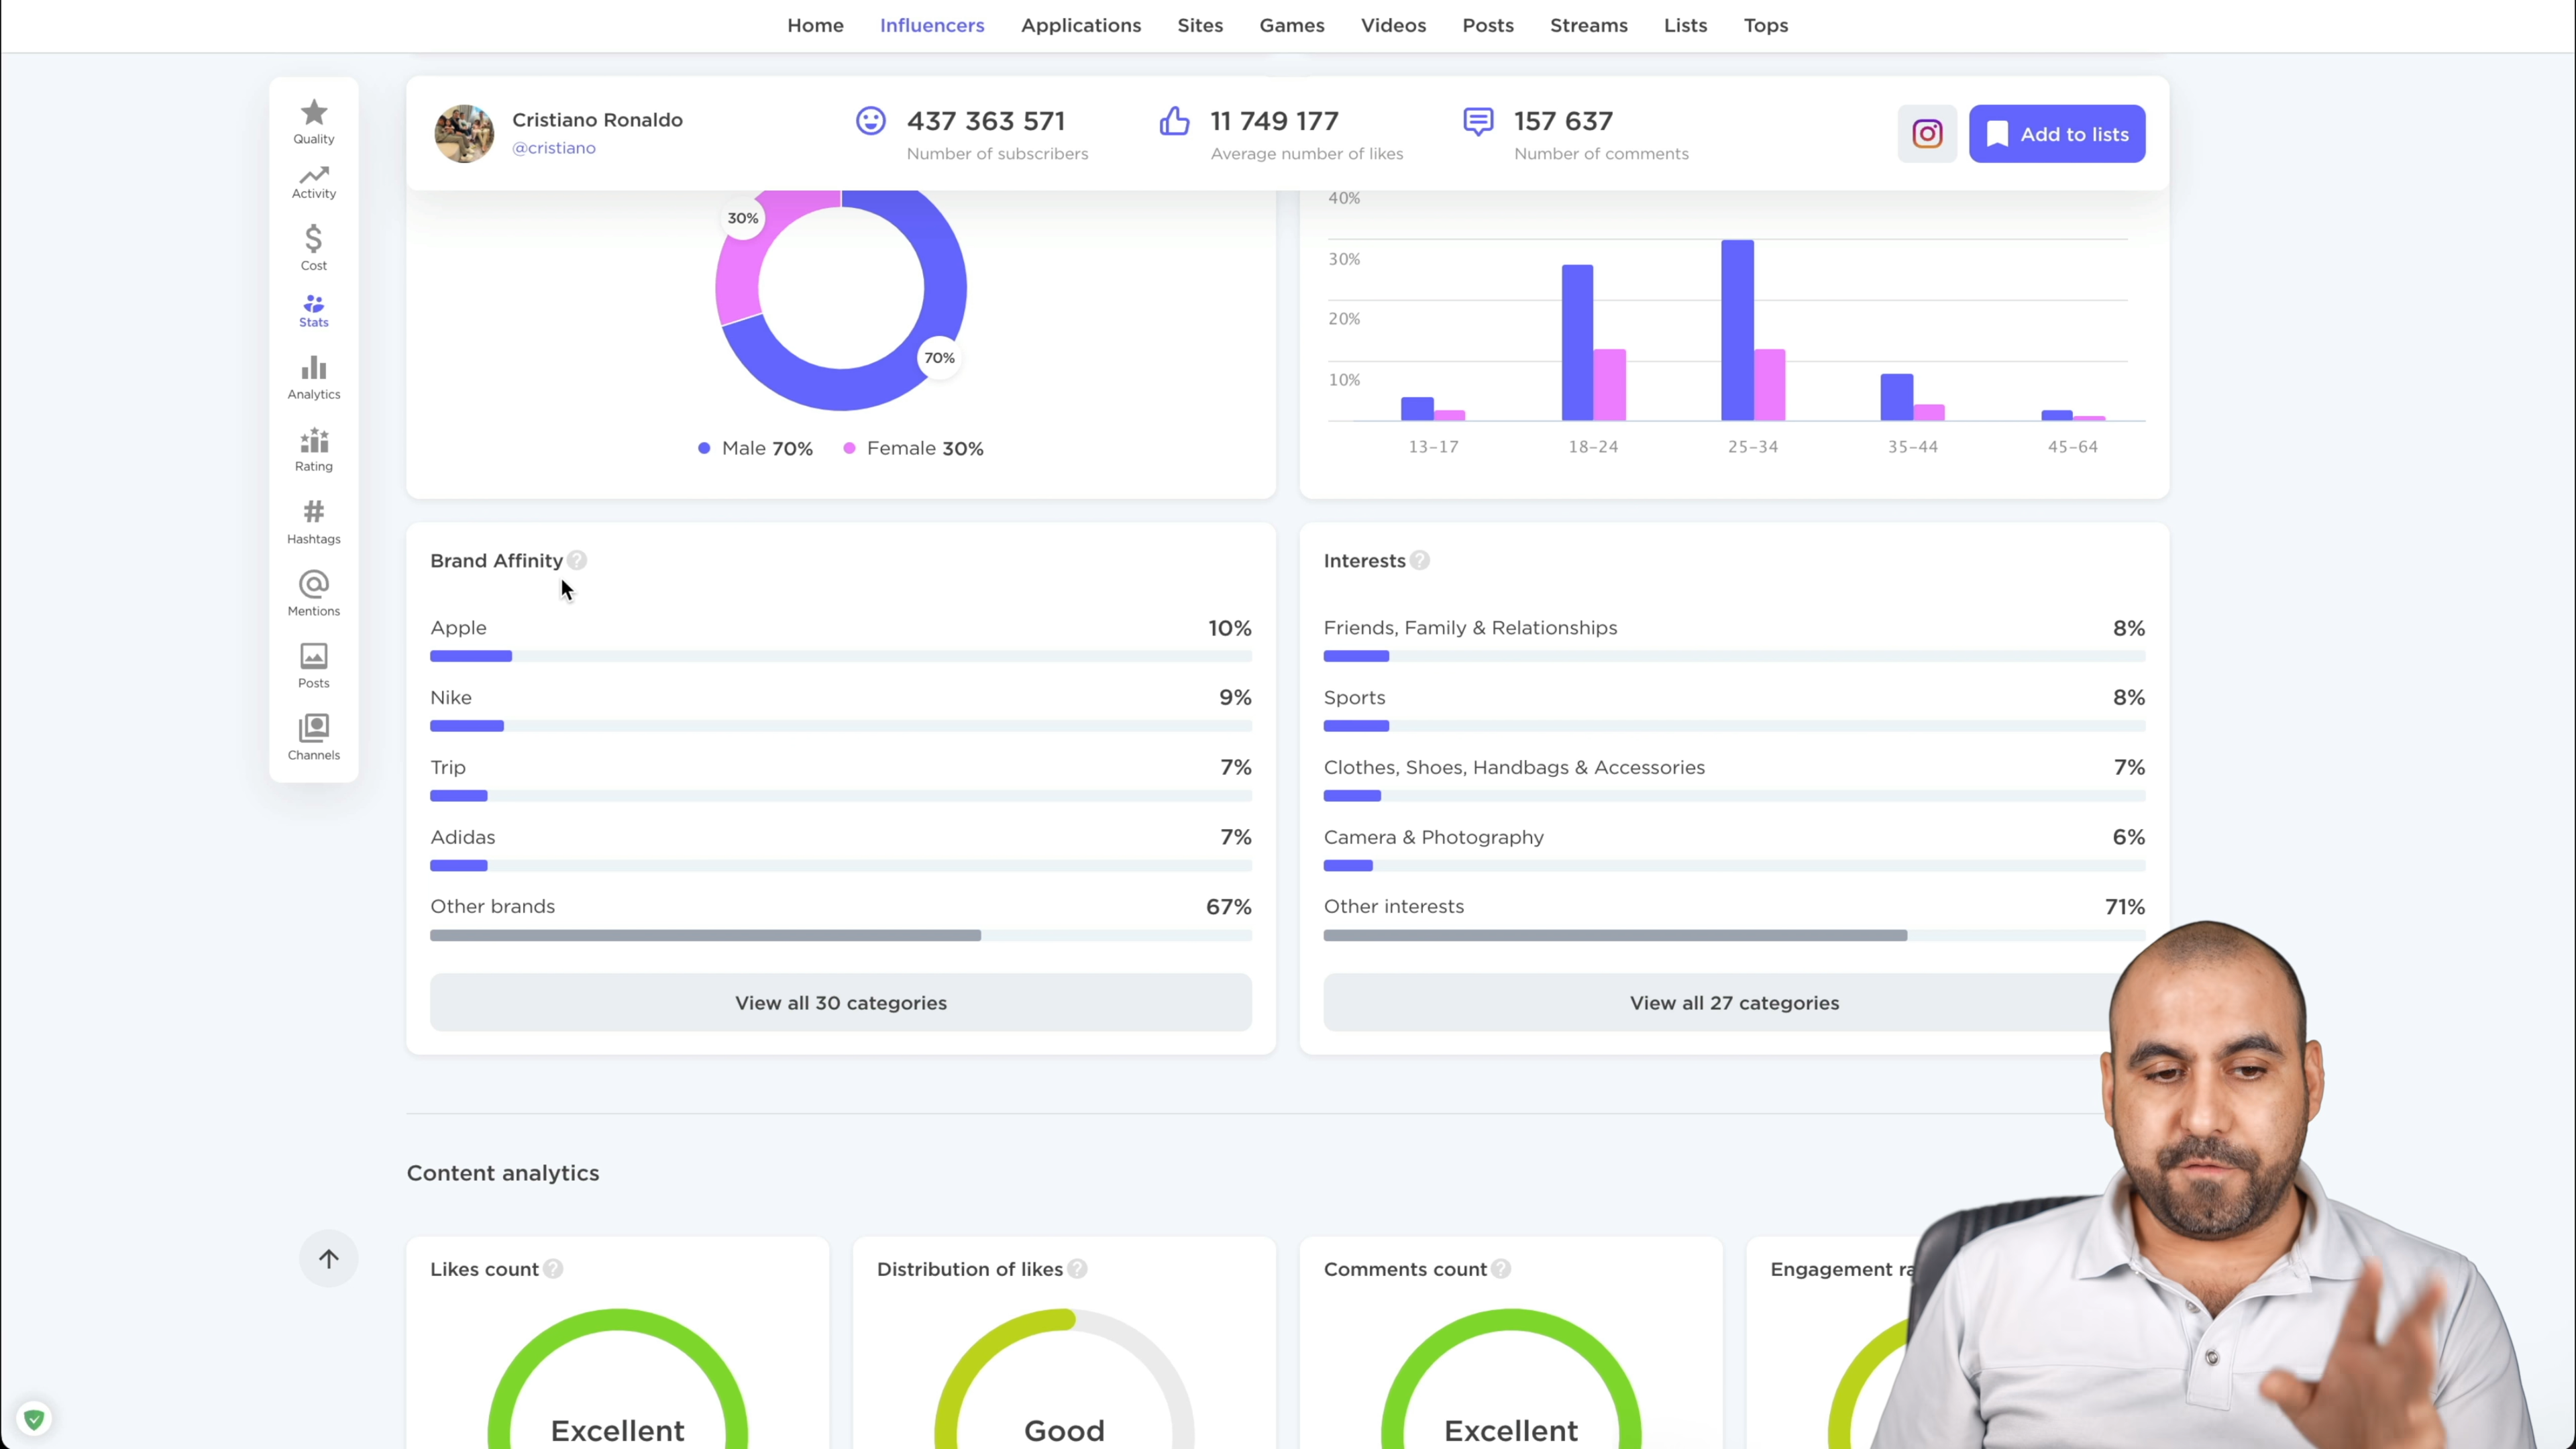 Home Influencers Applications Sites Games Videos Posts Streams Lists Tops
Quality
Activity
Cost
Stats
Analytics
Rating
Hashtags
Mentions
Posts
Channels
Cristiano Ronaldo
@cristiano
437 363 571
Number of subscribers
11 749 177
Average number of likes
157 637
Number of comments
Add to lists
30%
70%
Male 70% Female 30%
40%
30%
20%
10%
13-17 18-24 25-34 35-44 45-64
Brand Affinity ?
Apple 10%
Nike 9%
Trip 7%
Adidas 7%
Other brands 67%
View all 30 categories
Interests ?
Friends, Family & Relationships 8%
Sports 8%
Clothes, Shoes, Handbags & Accessories 7%
Camera & Photography 6%
Other interests 71%
View all 27 categories
Content analytics
Likes count ?
Excellent
Distribution of likes ?
Good
Comments count ?
Excellent
Engagement